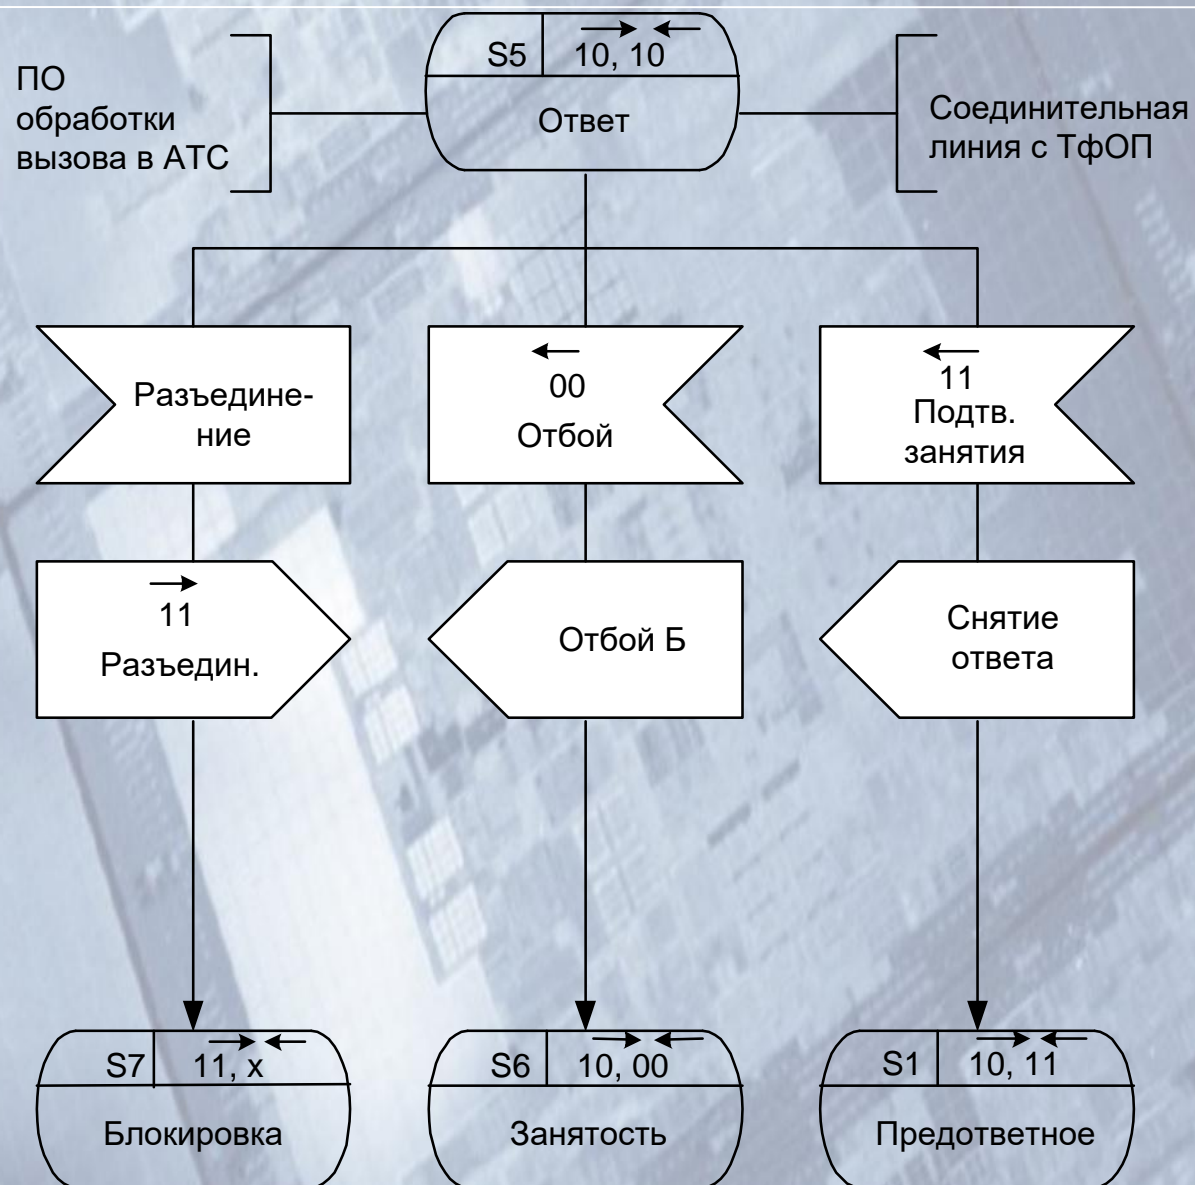 ПО
обработки
вызова в АТС
S5 10, 10
Ответ
Соединительная
линия с ТфОП
Разъедине-
ние
00
Отбой
11
Подтв.
занятия
11
Разъедин.
Отбой Б
Снятие
ответа
S7 11, x
Блокировка
S6 10, 00
Занятость
S1 10, 11
Предответное